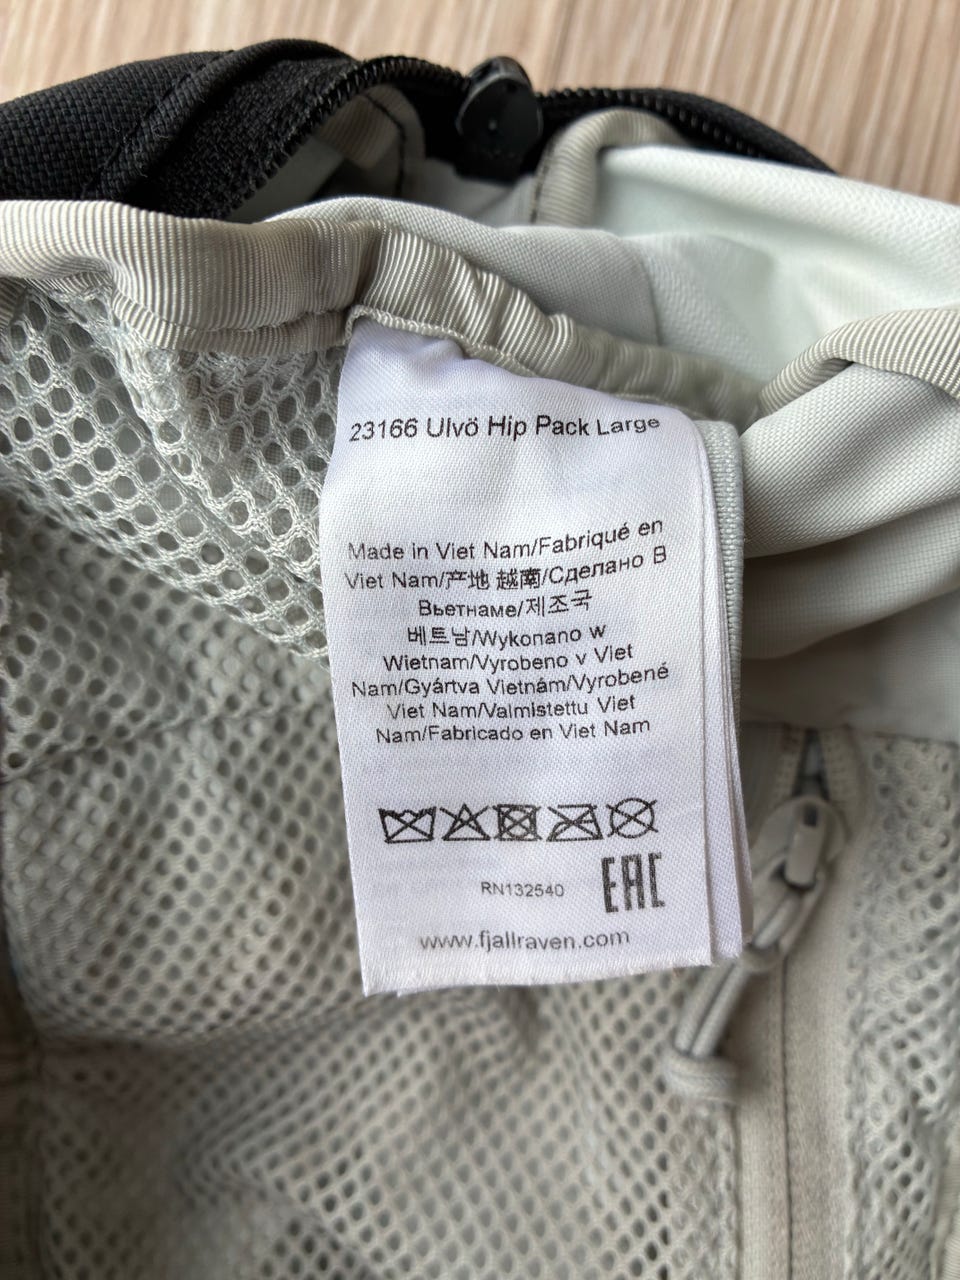 23166 Ulvö Hip Pack Large
Made in Viet Nam/Fabriqué en
Viet Nam/产地 越南/Сделано В
Вьетнаме/제조국
베트남/Wykonano w
Wietnam/Vyrobeno v Viet
Nam/Gyártva Vietnám/Vyrobené
Viet Nam/Valmistettu Viet
Nam/Fabricado en Viet Nam
RN132540
EAC
www.fjallraven.com